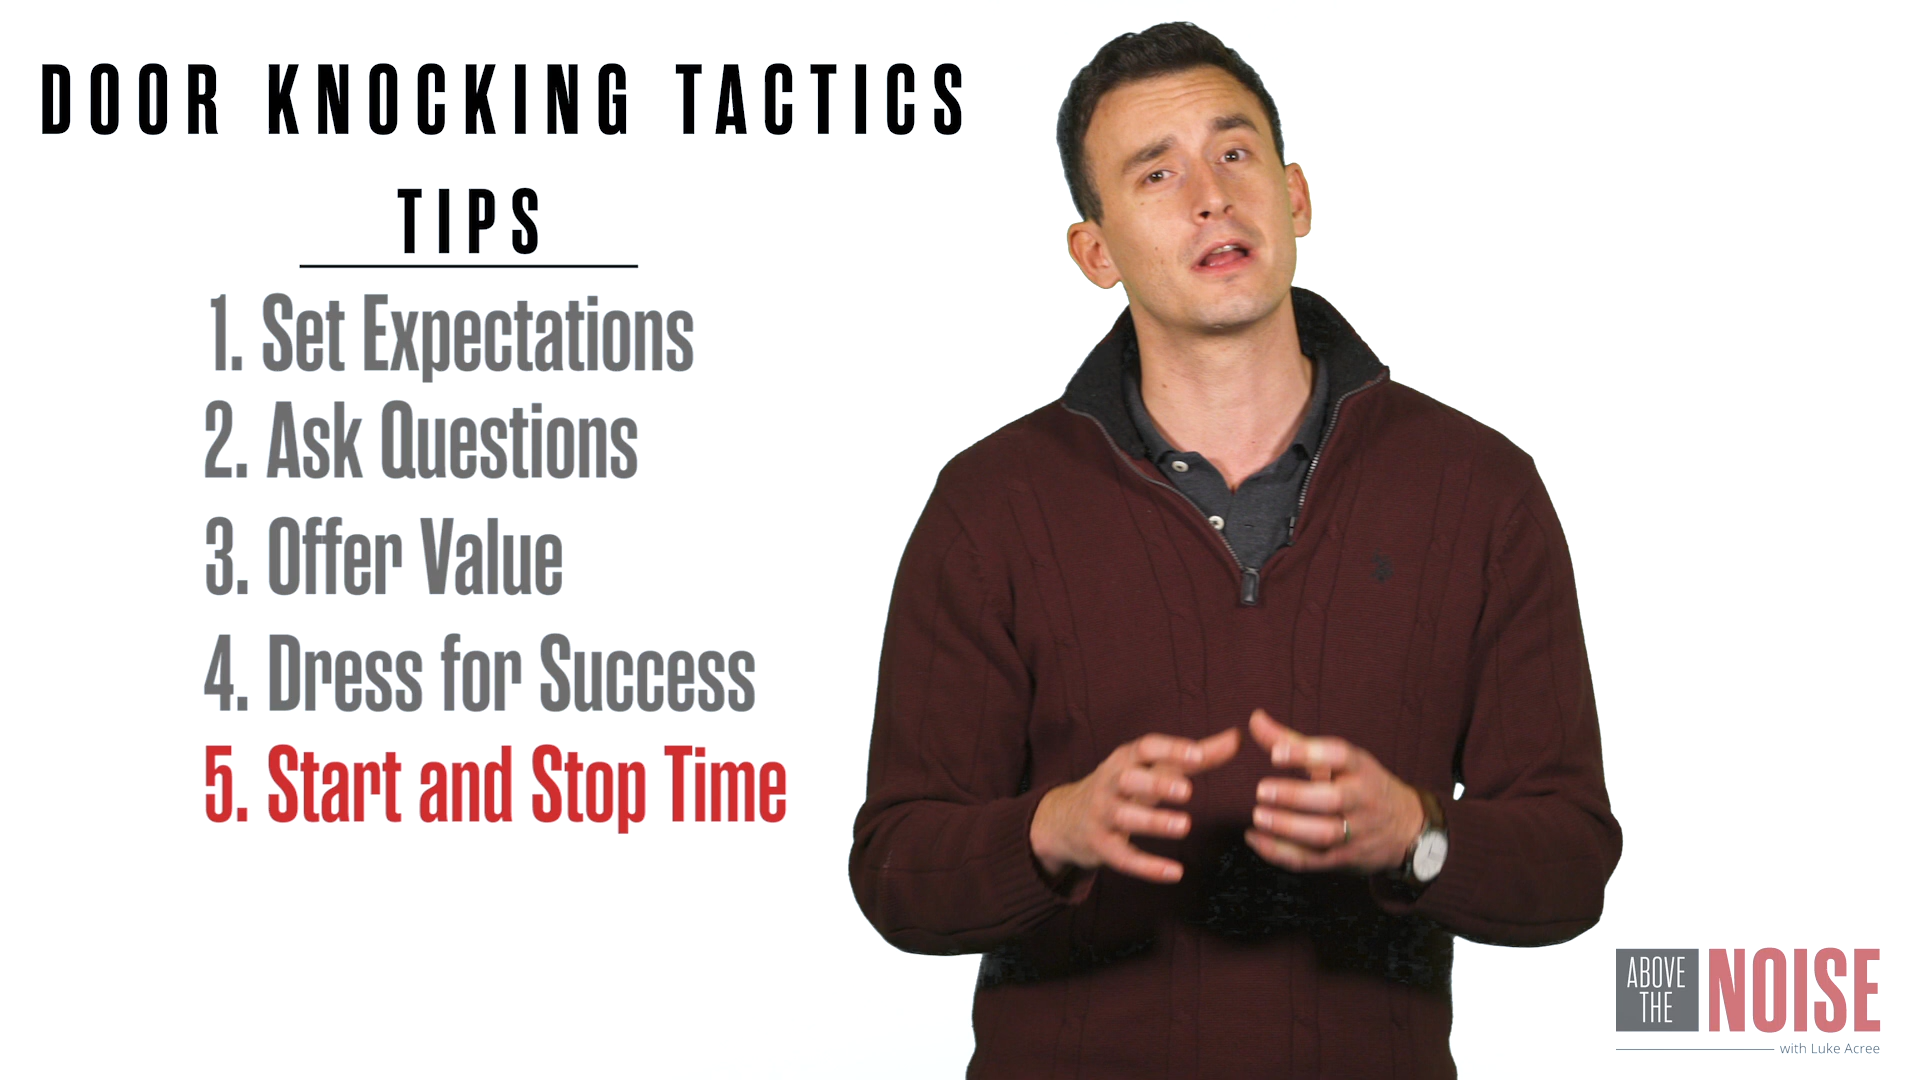 DOOR KNOCKING TACTICS
TIPS
1. Set Expectations
2. Ask Questions
3. Offer Value
4. Dress for Success
5. Start and Stop Time
ABOVE
THE
NOISE
with Luke Acree